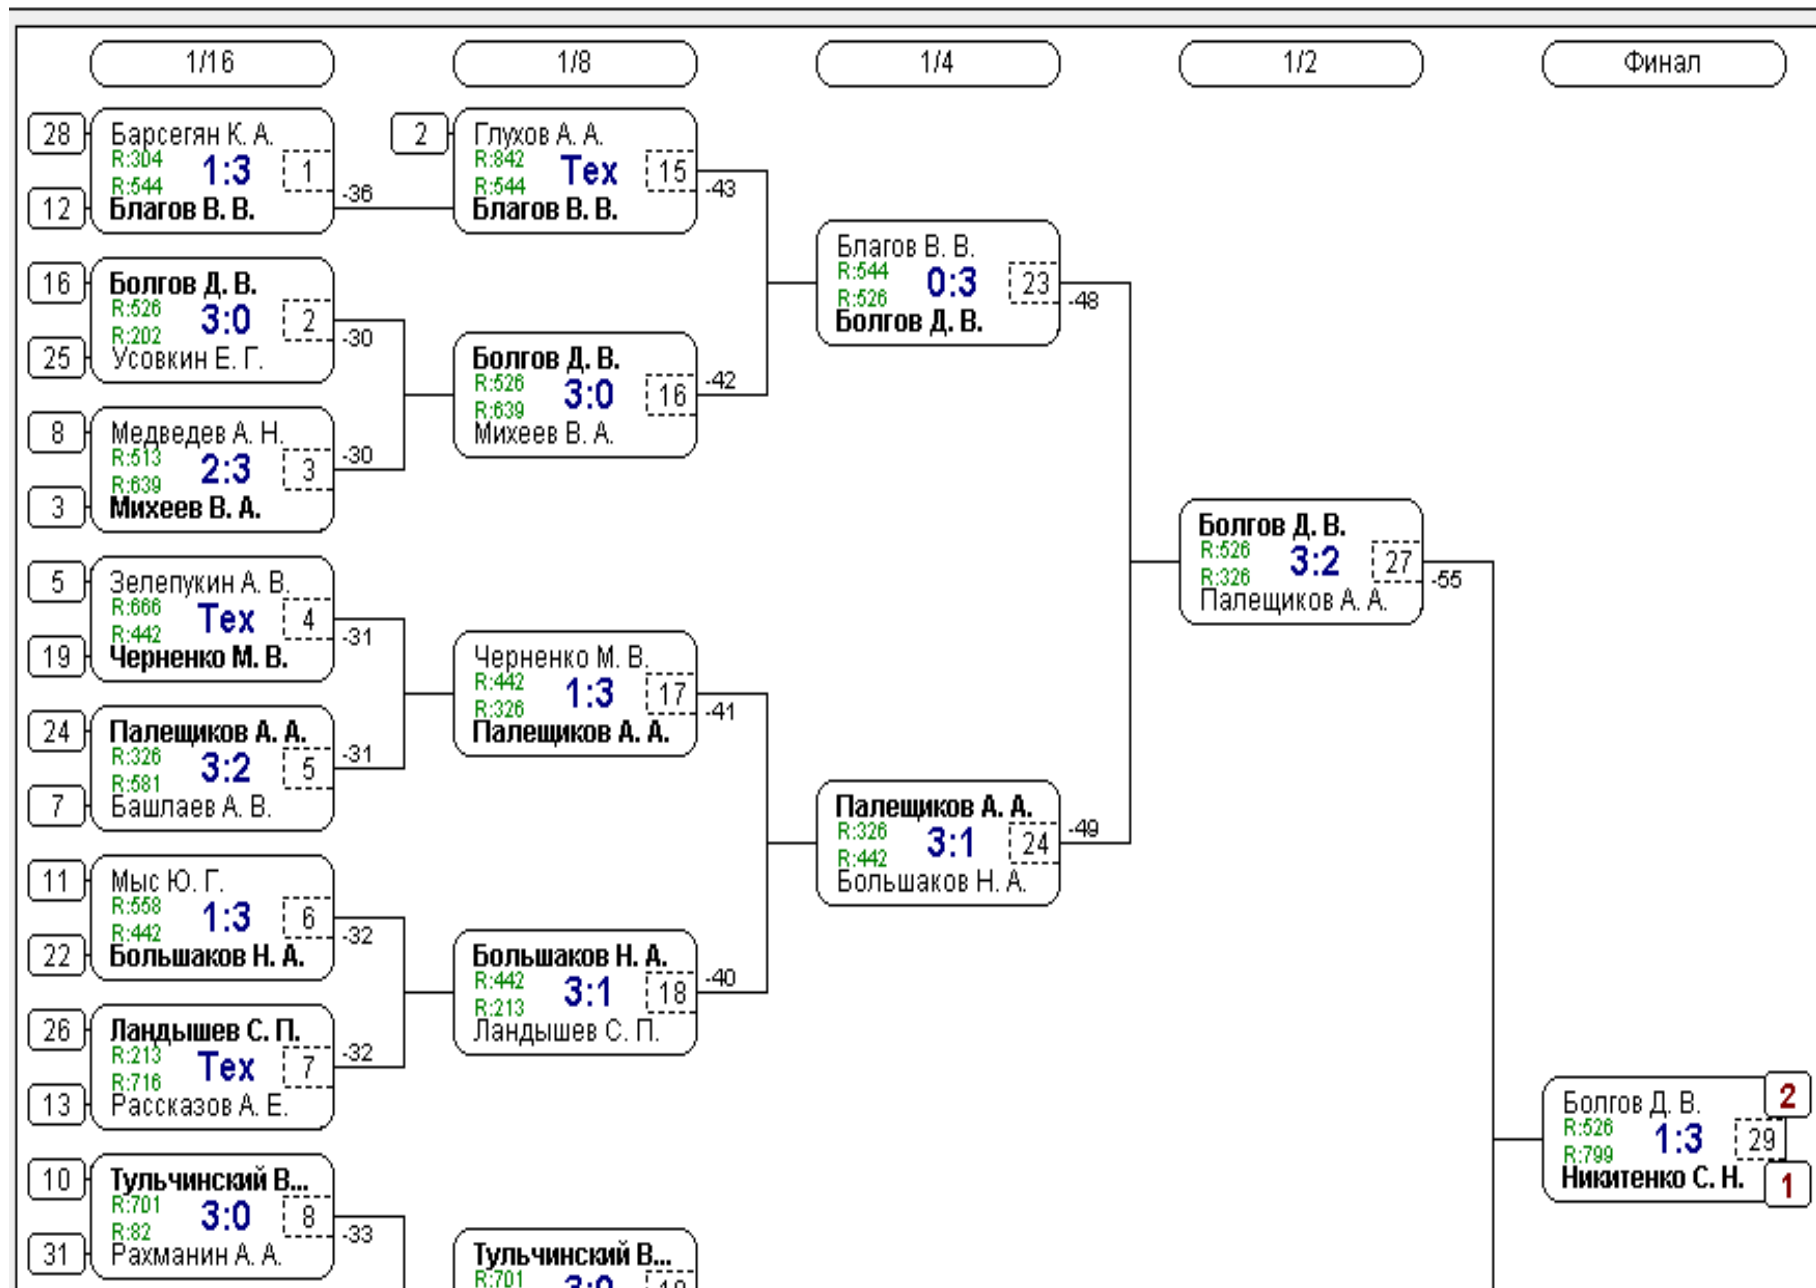 1/16
1/8
1/4
1/2
Финал
28
Барсегян К. А.
R:304
1:3
1
R:544
12
Благов В. В.
-36
2
Глухов А. А.
R:842
Тех
15
R:544
Благов В. В.
-43
16
Болгов Д. В.
R:526
3:0
2
R:202
25
Усовкин Е. Г.
-30
Благов В. В.
R:544
0:3
23
R:526
Болгов Д. В.
-48
8
Медведев А. Н.
R:513
2:3
3
R:639
3
Михеев В. А.
-30
Болгов Д. В.
R:526
3:0
16
R:639
Михеев В. А.
-42
5
Зелепукин А. В.
R:666
Тех
4
R:442
19
Черненко М. В.
-31
Болгов Д. В.
R:526
3:2
27
R:326
Палещиков А. А.
-55
24
Палещиков А. А.
R:326
3:2
5
R:581
7
Башлаев А. В.
-31
Черненко М. В.
R:442
1:3
17
R:326
Палещиков А. А.
-41
11
Мыс Ю. Г.
R:558
1:3
6
R:442
22
Большаков Н. А.
-32
Палещиков А. А.
R:326
3:1
24
R:442
Большаков Н. А.
-49
26
Ландышев С. П.
R:213
Тех
7
R:716
13
Рассказов А. Е.
-32
Большаков Н. А.
R:442
3:1
18
R:213
Ландышев С. П.
-40
10
Тульчинский В...
R:701
3:0
8
R:82
31
Рахманин А. А.
-33
Болгов Д. В.
2
R:526
1:3
29
R:799
Никитенко С. Н.
1
Тульчинский В...
R:701